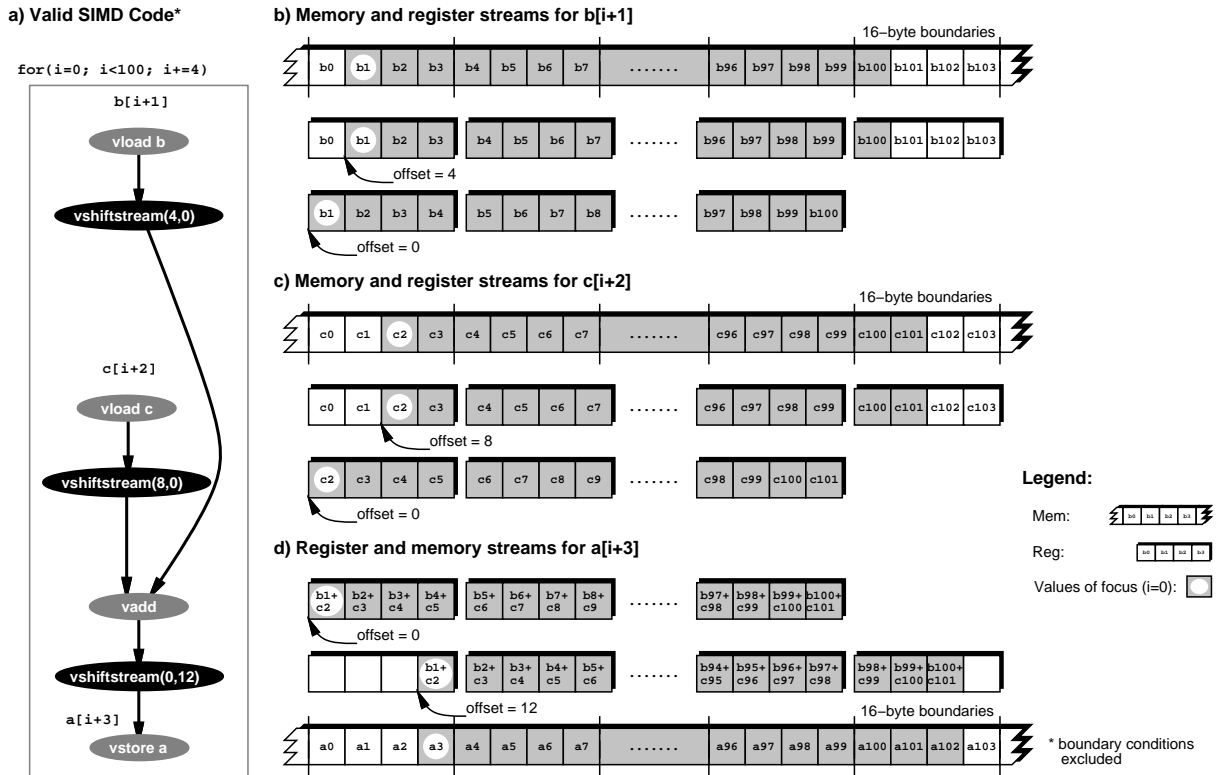 a) Valid SIMD Code*
for(i=0; i<100; i+=4)
b[i+1]
vload b
vshiftstream(4,0)
c[i+2]
vload c
vshiftstream(8,0)
vadd
vshiftstream(0,12)
a[i+3]
vstore a
b) Memory and register streams for b[i+1]
16−byte boundaries
b0 b1 b2 b3 b4 b5 b6 b7 ....... b96 b97 b98 b99 b100 b101 b102 b103
b0 b1 b2 b3 b4 b5 b6 b7 ....... b96 b97 b98 b99 b100 b101 b102 b103
offset = 4
b1 b2 b3 b4 b5 b6 b7 b8 ....... b97 b98 b99 b100
offset = 0
c) Memory and register streams for c[i+2]
16−byte boundaries
c0 c1 c2 c3 c4 c5 c6 c7 ....... c96 c97 c98 c99 c100 c101 c102 c103
c0 c1 c2 c3 c4 c5 c6 c7 ....... c96 c97 c98 c99 c100 c101 c102 c103
offset = 8
c2 c3 c4 c5 c6 c7 c8 c9 ....... c98 c99 c100 c101
offset = 0
d) Register and memory streams for a[i+3]
b1+ b2+ b3+ b4+ b5+ b6+ b7+ b8+ b97+ b98+ b99+ b100+
c2 c3 c4 c5 c6 c7 c8 c9 ....... c98 c99 c100 c101
offset = 0
b1+ b2+ b3+ b4+ b5+ b94+ b95+ b96+ b97+ b98+ b99+ b100+
c2 c3 c4 c5 c6 ....... c95 c96 c97 c98 c99 c100 c101
offset = 12
16−byte boundaries
a0 a1 a2 a3 a4 a5 a6 a7 ....... a96 a97 a98 a99 a100 a101 a102 a103
Legend:
Mem: b0 b1 b2 b3
Reg: b0 b1 b2 b3
Values of focus (i=0):
* boundary conditions
excluded